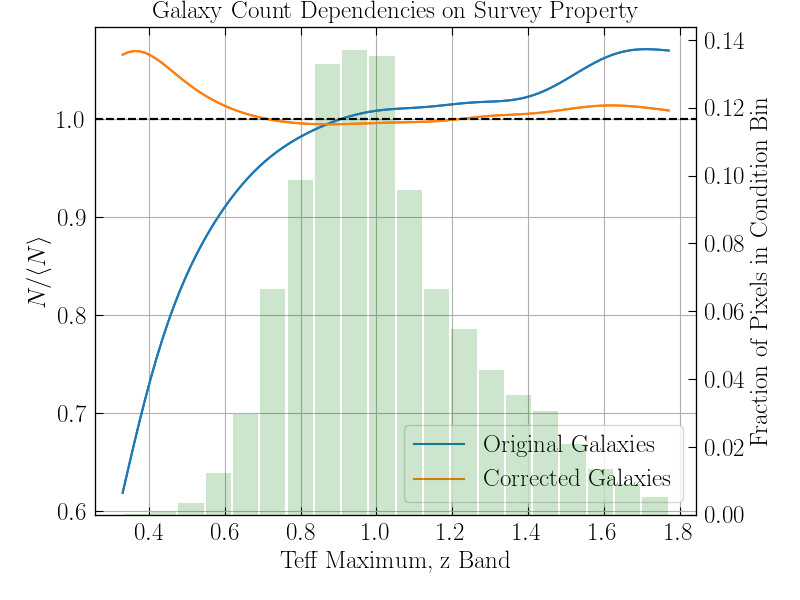 Galaxy Count Dependencies on Survey Property
N/⟨N⟩
1.0
0.9
0.8
0.7
0.6
0.14
0.12
0.10
0.08
0.06
0.04
0.02
0.00
Fraction of Pixels in Condition Bin
Original Galaxies
Corrected Galaxies
0.4 0.6 0.8 1.0 1.2 1.4 1.6 1.8
Teff Maximum, z Band